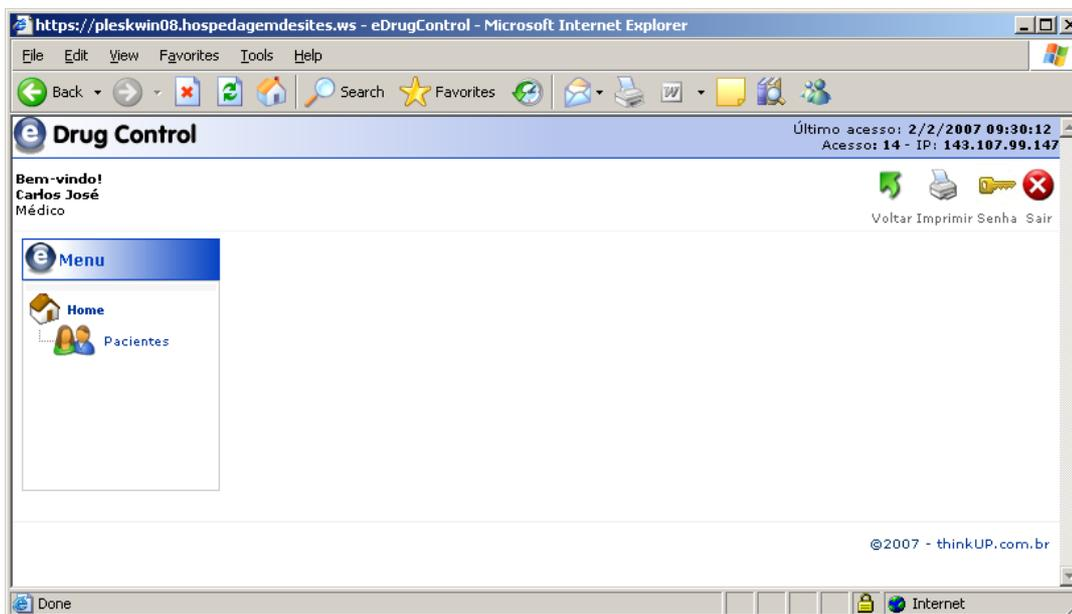 https://pleskwin08.hospedagemdesites.ws - eDrugControl - Microsoft Internet Explorer
File Edit View Favorites Tools Help
Back Search Favorites
e Drug Control
Último acesso: 2/2/2007 09:30:12
Acesso: 14 - IP: 143.107.99.147
Bem-vindo!
Carlos José
Médico
Voltar Imprimir Senha Sair
e Menu
Home
Pacientes
©2007 - thinkUP.com.br
Done Internet